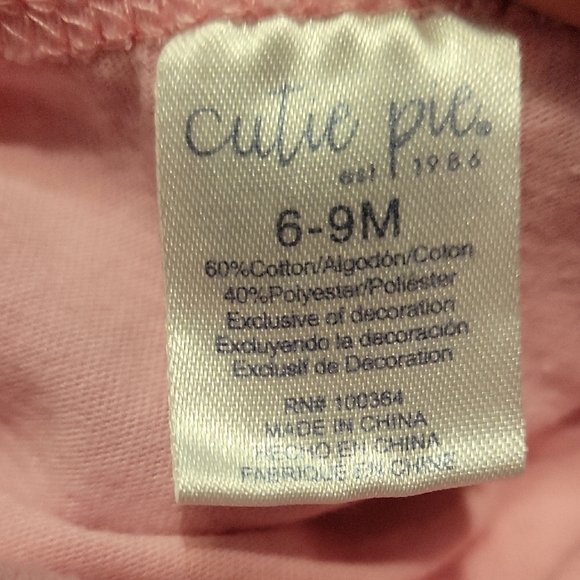 cutie pie®
est 1986
6-9M
60%Cotton/Algodón/Coton
40%Polyester/Poliéster
Exclusive of decoration
Excluyendo la decoración
Exclusif de Decoration
RN# 100364
MADE IN CHINA
HECHO EN CHINA
FABRIQUE EN CHINE